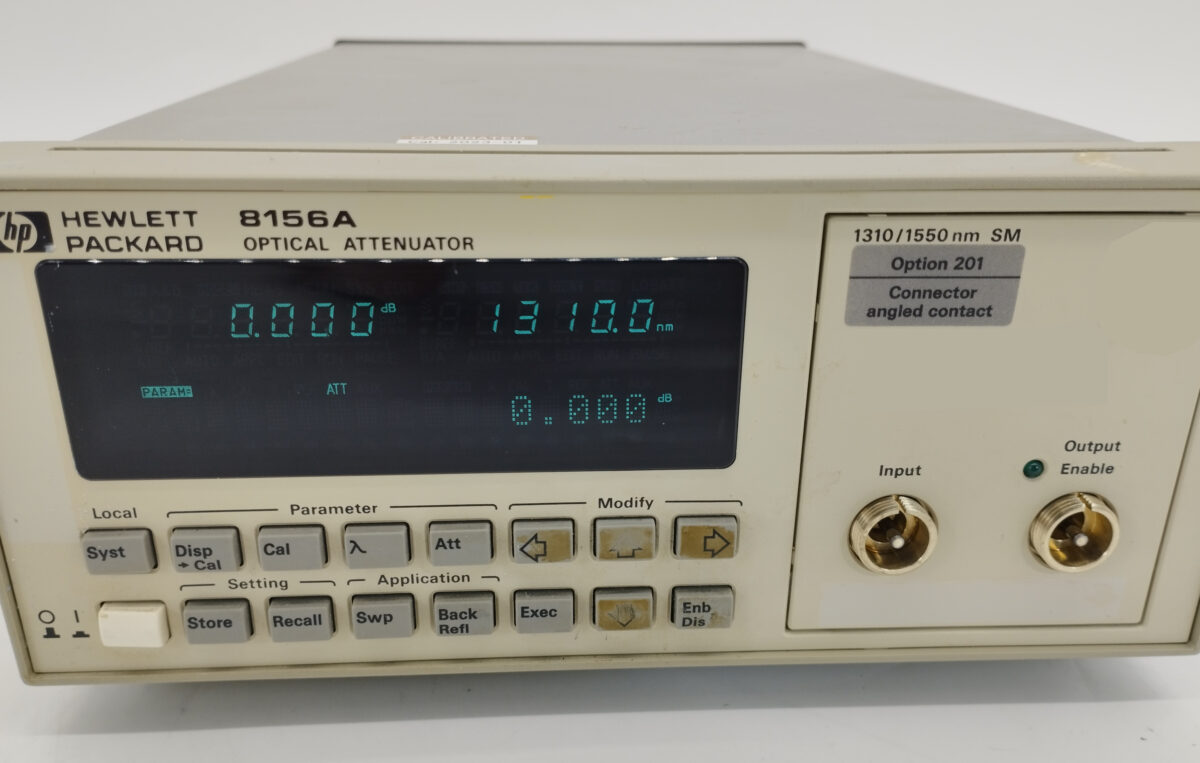 CALIBRATED
hp HEWLETT PACKARD
8156A
OPTICAL ATTENUATOR
1310/1550 nm SM
Option 201
Connector
angled contact
0.000 dB 1310.0 nm
PARAM= ATT
0.000 dB
Input
Output
Enable
Local Parameter Modify
Syst Disp
→ Cal Cal λ Att
Setting Application
O I
Store Recall Swp Back
Refl Exec Enb
Dis